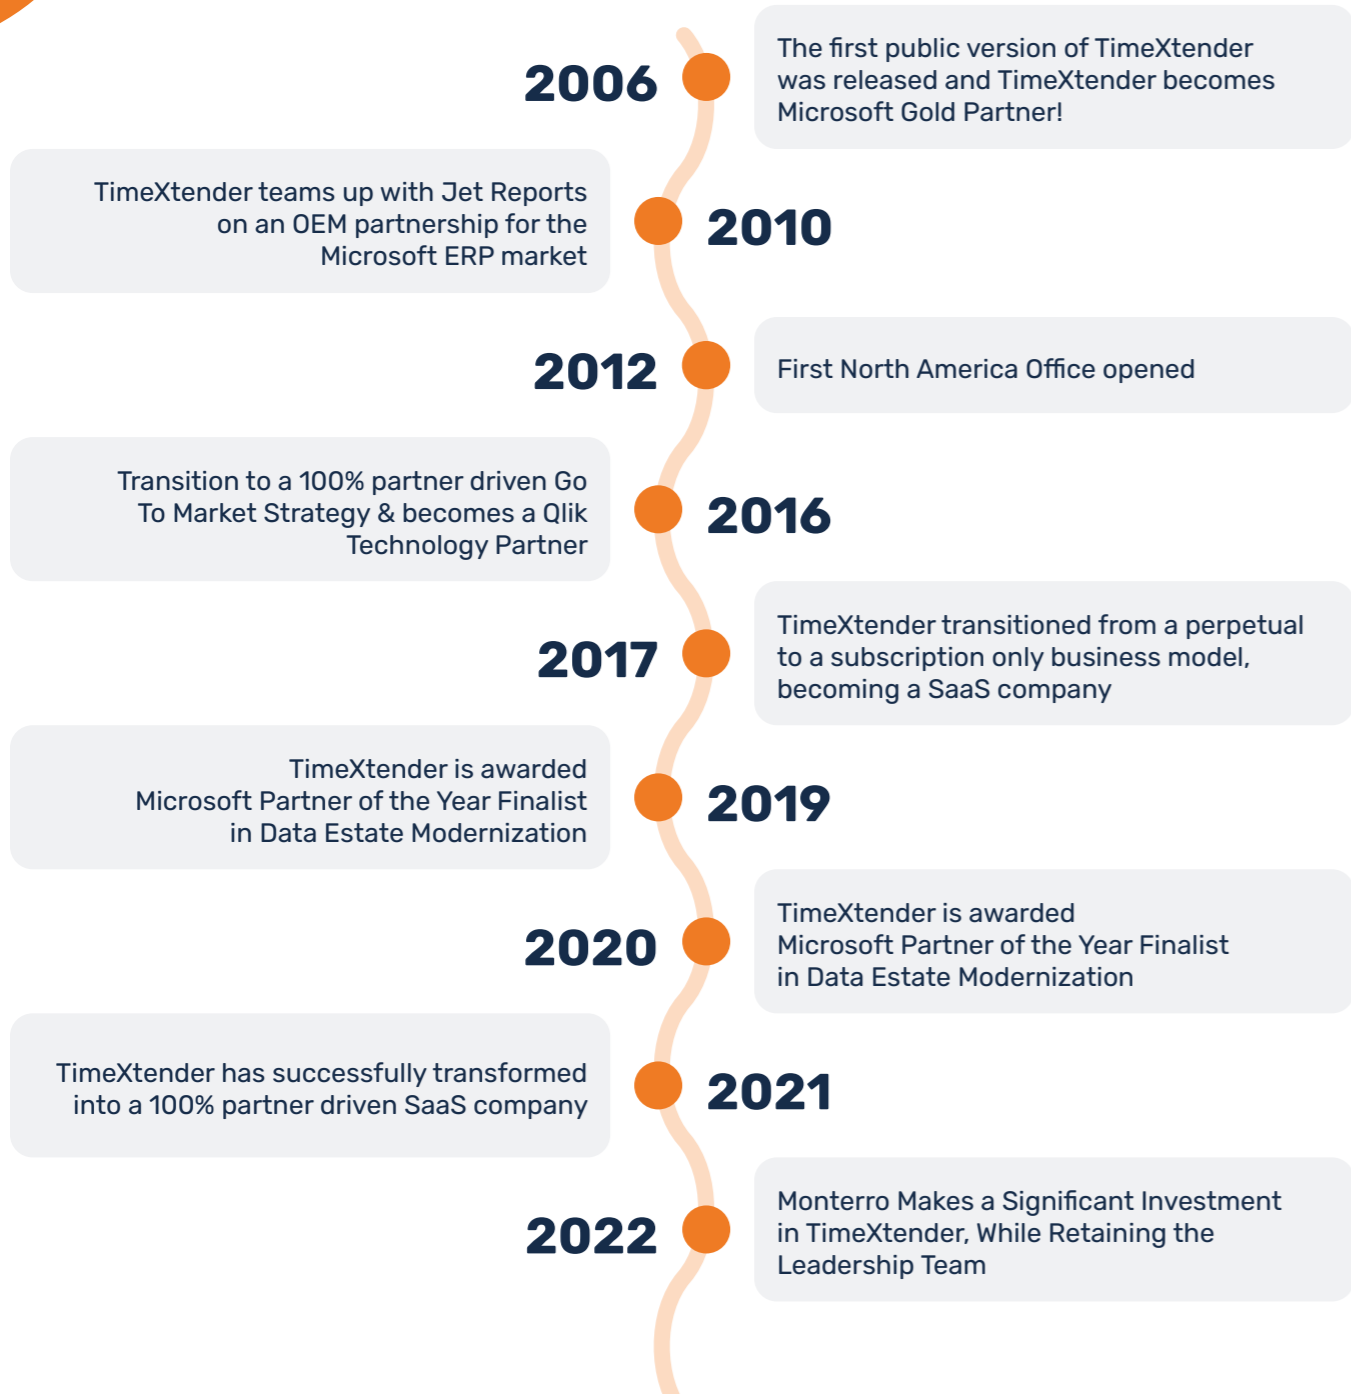 2006
The first public version of TimeXtender
was released and TimeXtender becomes
Microsoft Gold Partner!
TimeXtender teams up with Jet Reports
on an OEM partnership for the
Microsoft ERP market
2010
2012
First North America Office opened
Transition to a 100% partner driven Go
To Market Strategy & becomes a Qlik
Technology Partner
2016
2017
TimeXtender transitioned from a perpetual
to a subscription only business model,
becoming a SaaS company
TimeXtender is awarded
Microsoft Partner of the Year Finalist
in Data Estate Modernization
2019
2020
TimeXtender is awarded
Microsoft Partner of the Year Finalist
in Data Estate Modernization
TimeXtender has successfully transformed
into a 100% partner driven SaaS company
2021
2022
Monterro Makes a Significant Investment
in TimeXtender, While Retaining the
Leadership Team